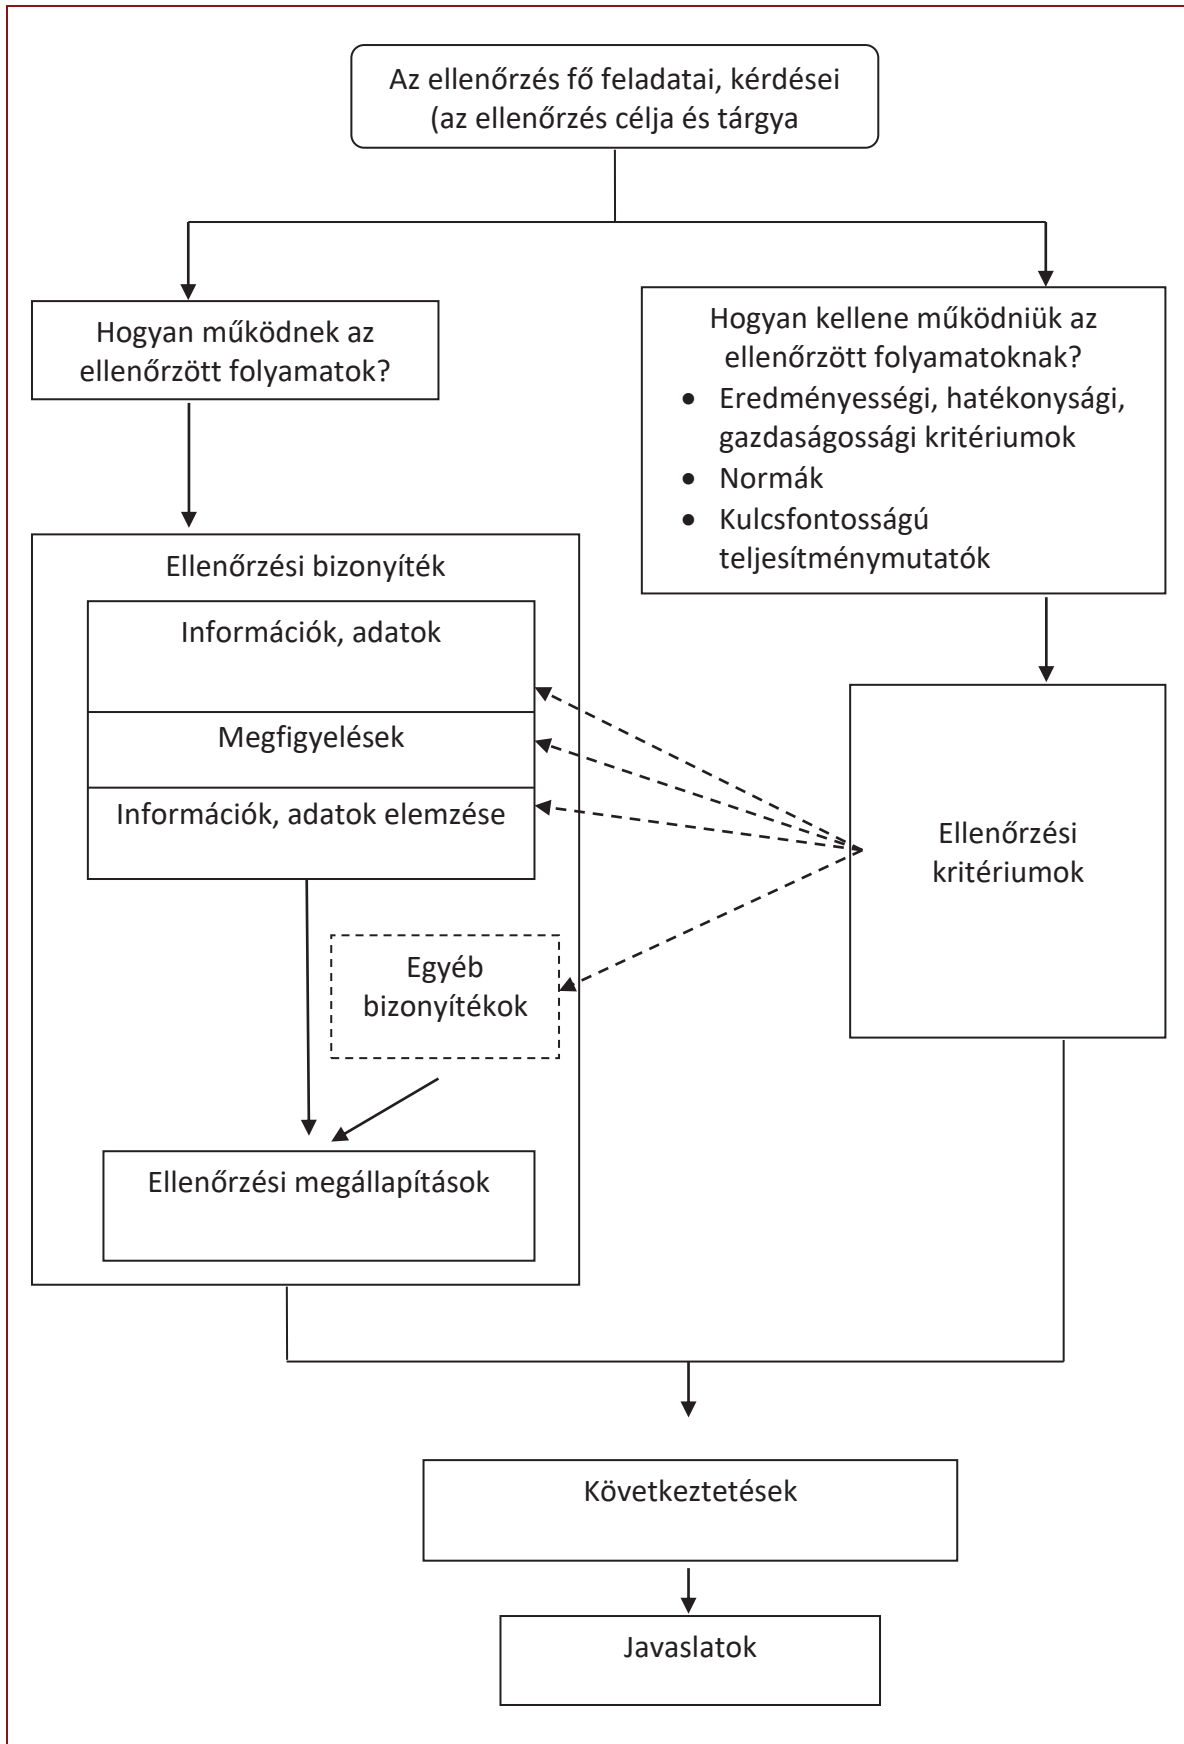 Az ellenőrzés fő feladatai, kérdései
(az ellenőrzés célja és tárgya
Hogyan működnek az
ellenőrzött folyamatok?
Hogyan kellene működniük az
ellenőrzött folyamatoknak?
• Eredményességi, hatékonysági,
gazdaságossági kritériumok
• Normák
• Kulcsfontosságú
teljesítménymutatók
Ellenőrzési bizonyíték
Információk, adatok
Megfigyelések
Információk, adatok elemzése
Ellenőrzési
kritériumok
Egyéb
bizonyítékok
Ellenőrzési megállapítások
Következtetések
Javaslatok